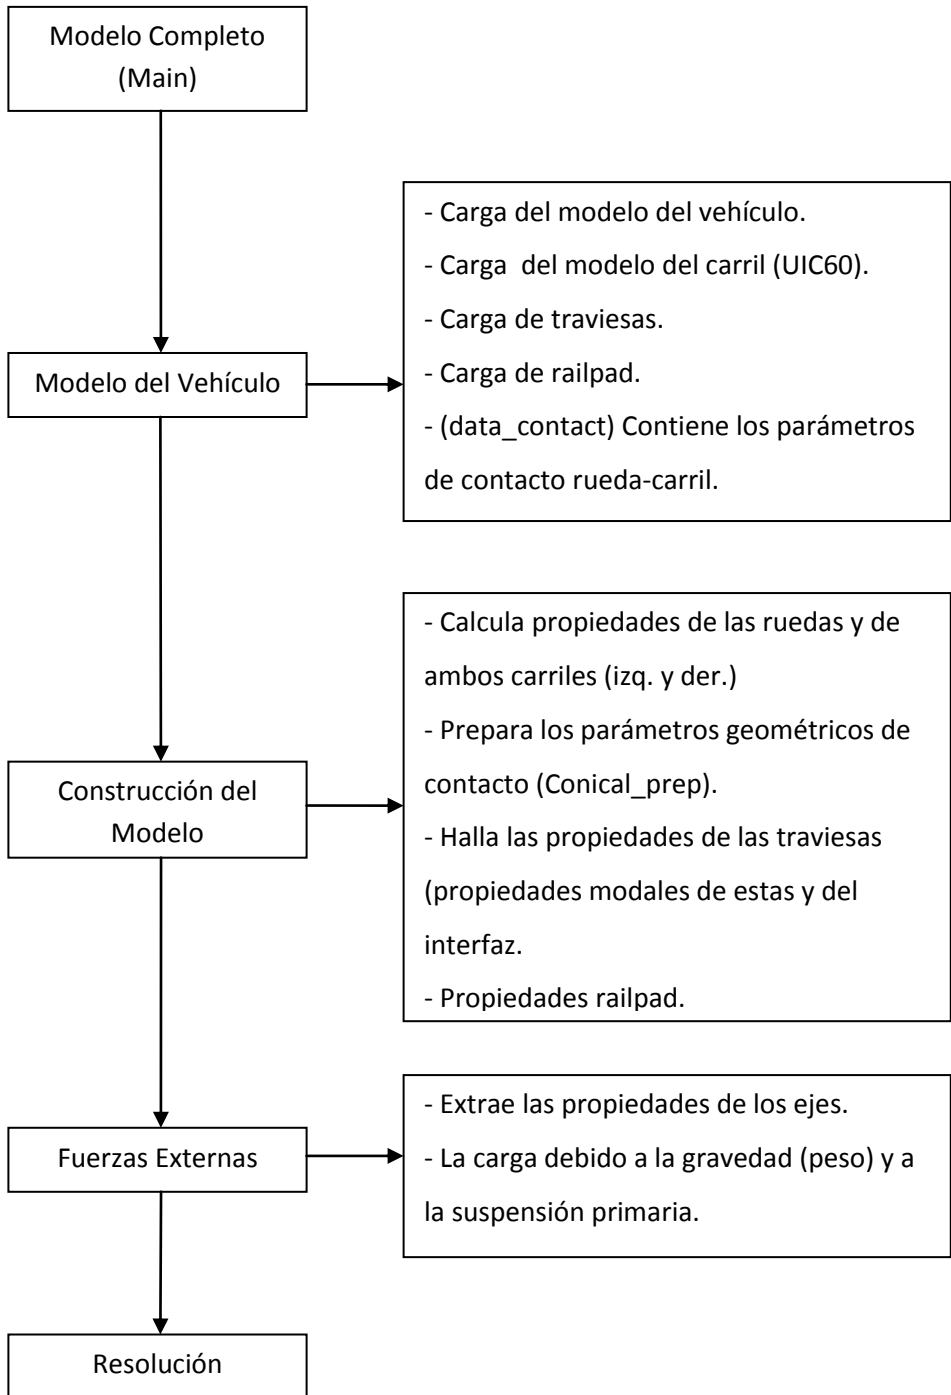 Modelo Completo
(Main)
- Carga del modelo del vehículo.
- Carga  del modelo del carril (UIC60).
- Carga de traviesas.
- Carga de railpad.
- (data_contact) Contiene los parámetros
de contacto rueda-carril.
Modelo del Vehículo
- Calcula propiedades de las ruedas y de
ambos carriles (izq. y der.)
- Prepara los parámetros geométricos de
contacto (Conical_prep).
- Halla las propiedades de las traviesas
(propiedades modales de estas y del
interfaz.
- Propiedades railpad.
Construcción del
Modelo
- Extrae las propiedades de los ejes.
- La carga debido a la gravedad (peso) y a
la suspensión primaria.
Fuerzas Externas
Resolución